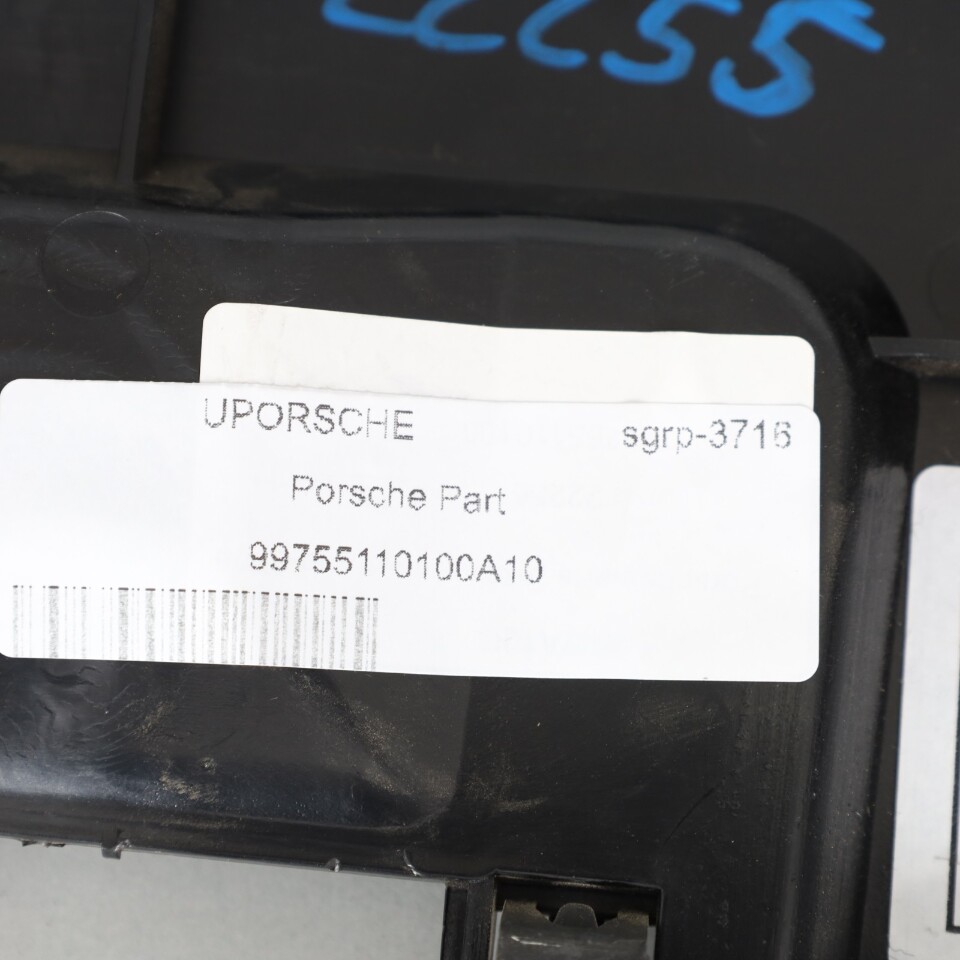 UPORSCHE sgrp-3716
Porsche Part
99755110100A10